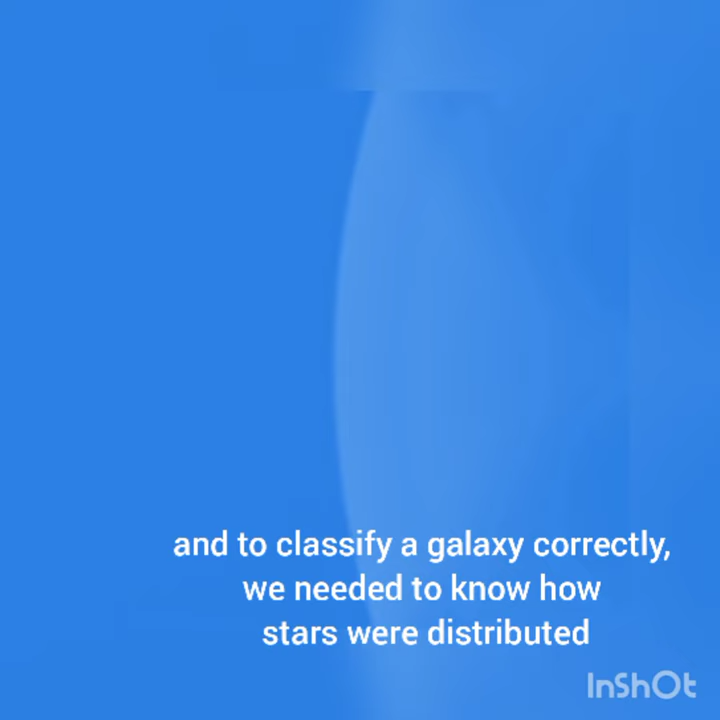 and to classify a galaxy correctly,
we needed to know how
stars were distributed
InShOt